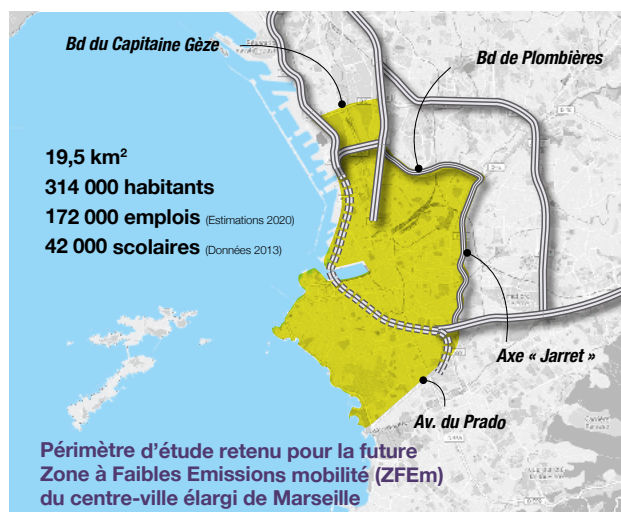 Bd du Capitaine Gèze
Bd de Plombières
19,5 km²
314 000 habitants
172 000 emplois (Estimations 2020)
42 000 scolaires (Données 2013)
Axe « Jarret »
Av. du Prado
Périmètre d'étude retenu pour la future
Zone à Faibles Emissions mobilité (ZFEm)
du centre-ville élargi de Marseille